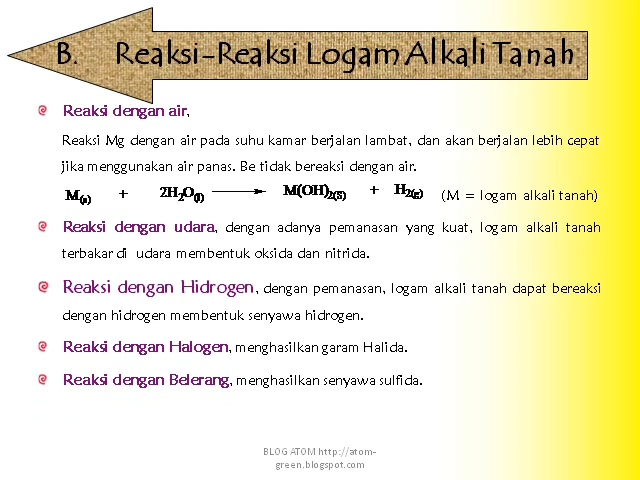 B. Reaksi-Reaksi Logam Alkali Tanah
Reaksi dengan air,
Reaksi Mg dengan air pada suhu kamar berjalan lambat, dan akan berjalan lebih cepat
jika menggunakan air panas. Be tidak bereaksi dengan air.
M(s) + 2H2O(l) → M(OH)2(S) + H2(g) (M = logam alkali tanah)
Reaksi dengan udara, dengan adanya pemanasan yang kuat, logam alkali tanah
terbakar di udara membentuk oksida dan nitrida.
Reaksi dengan Hidrogen, dengan pemanasan, logam alkali tanah dapat bereaksi
dengan hidrogen membentuk senyawa hidrogen.
Reaksi dengan Halogen, menghasilkan garam Halida.
Reaksi dengan Belerang, menghasilkan senyawa sulfida.
BLOG ATOM http://atom-
green.blogspot.com